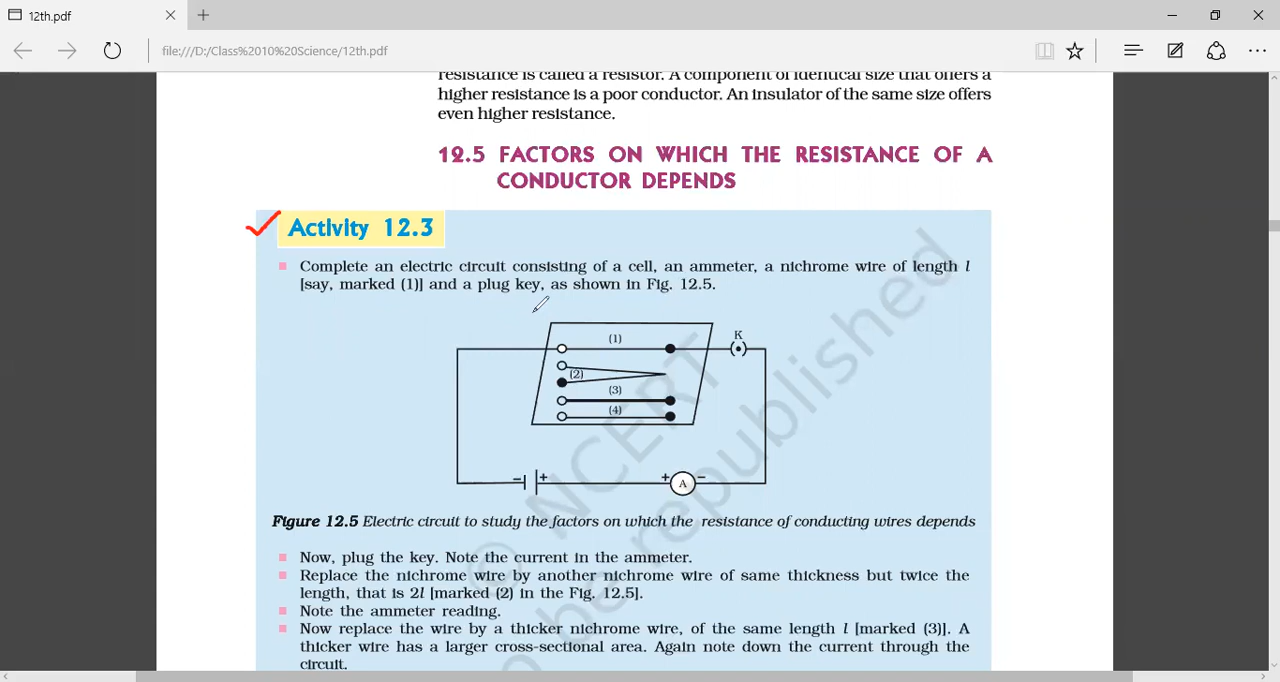 12th.pdf
file:///D:/Class%2010%20Science/12th.pdf
resistance is called a resistor. A component of identical size that offers a
higher resistance is a poor conductor. An insulator of the same size offers
even higher resistance.
12.5 FACTORS ON WHICH THE RESISTANCE OF A
CONDUCTOR DEPENDS
Activity 12.3
Complete an electric circuit consisting of a cell, an ammeter, a nichrome wire of length l
[say, marked (1)] and a plug key, as shown in Fig. 12.5.
K
(1)
(2)
(3)
(4)
- + + A -
Figure 12.5 Electric circuit to study the factors on which the resistance of conducting wires depends
Now, plug the key. Note the current in the ammeter.
Replace the nichrome wire by another nichrome wire of same thickness but twice the
length, that is 2l [marked (2) in the Fig. 12.5].
Note the ammeter reading.
Now replace the wire by a thicker nichrome wire, of the same length l [marked (3)]. A
thicker wire has a larger cross-sectional area. Again note down the current through the
circuit.
© NCERT
o be republished